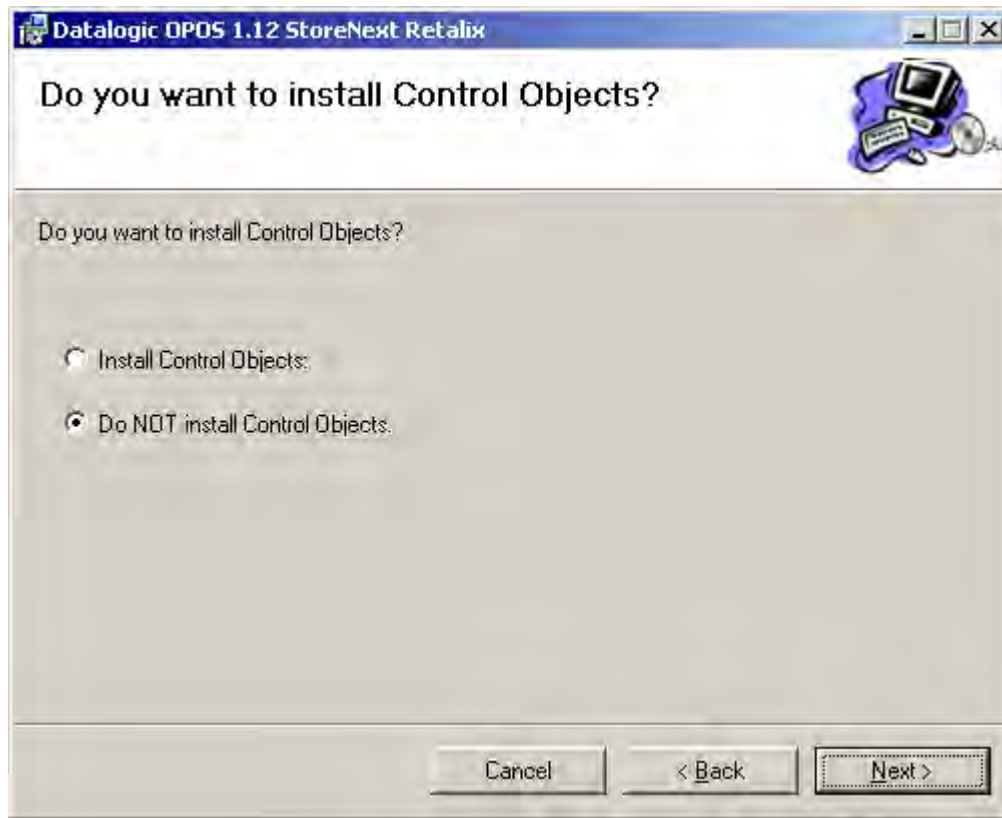 Datalogic OPOS 1.12 StoreNext Retalix
Do you want to install Control Objects?
Do you want to install Control Objects?
Install Control Objects:
Do NOT install Control Objects.
Cancel
< Back
Next >